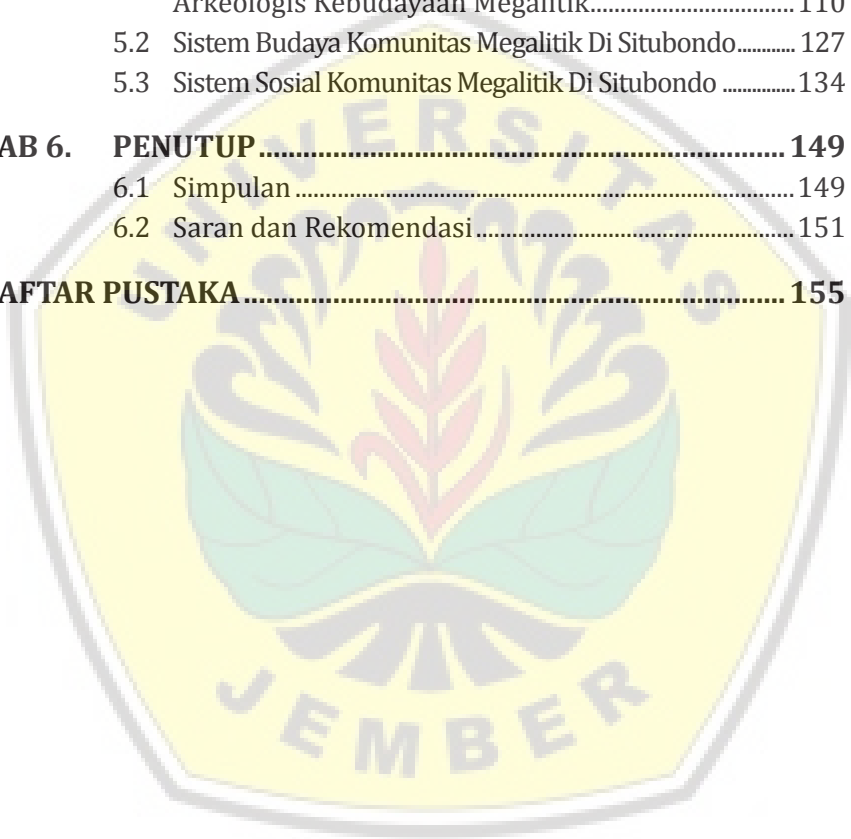 Arkeologis Kebudayaan Megalitik.................................. 110
5.2 Sistem Budaya Komunitas Megalitik Di Situbondo............ 127
5.3 Sistem Sosial Komunitas Megalitik Di Situbondo ...............134
AB 6. PENUTUP.................................................................... 149
6.1 Simpulan ...................................................................................149
6.2 Saran dan Rekomendasi..................................................... 151
AFTAR PUSTAKA....................................................................... 155
UNIVERSITAS
JEMBER